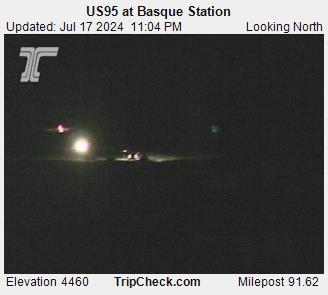 US95 at Basque Station
Updated: Jul 17 2024 11:04 PM Looking North
Elevation 4460 TripCheck.com Milepost 91.62